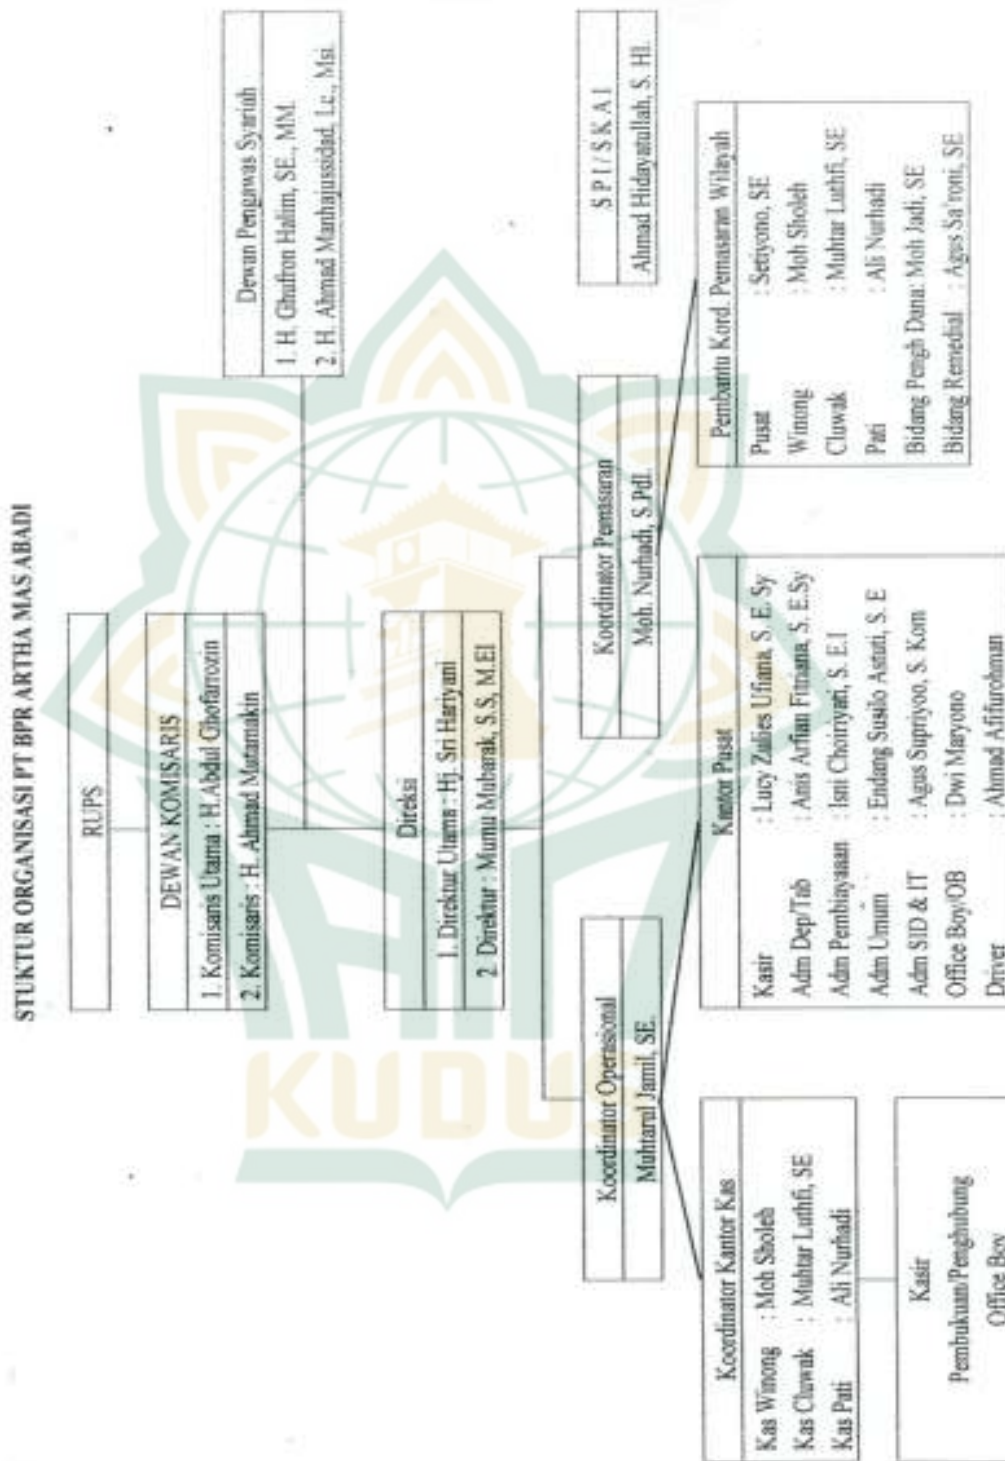 STUKTUR ORGANISASI PT BPR ARTHA MAS ABADI
RUPS
DEWAN KOMISARIS
1. Komisaris Utama : H.Abdul Ghofarrozin
2. Komisaris : H. Ahmad Mutamakin
Dewan Pengawas Syariah
1. H. Ghufron Halim, SE., MM.
2. H. Ahmad Manhajussidad, Lc., Msi.
Direksi
1. Direktur Utama : Hj. Sri Hariyani
2. Direktur : Mumu Mubarak, S.S, M.EI
Koordinator Operasional
Muhtarul Jamil, SE.
Koordinator Pemasaran
Moh. Nurhadi, S.PdI.
S P I / S K A I
Ahmad Hidayatullah, S. HI.
Koordinator Kantor Kas
Kas Winong : Moh Sholeh
Kas Cluwak : Muhtar Luthfi, SE
Kas Pati : Ali Nurhadi
Kantor Pusat
Kasir : Lucy Zulies Ufiana, S. E. Sy
Adm Dep/Tab : Anis Arfian Fitriana, S. E.Sy
Adm Pembiayaaan : Isni Choiriyari, S. E.I
Adm Umum : Endang Susilo Astuti, S. E
Adm SID & IT : Agus Supriyoo, S. Kom
Office Boy/OB : Dwi Maryono
Driver : Ahmad Afifurohman
Pembantu Kord. Pemasaran Wilayah
Pusat : Setiyono, SE
Winong : Moh Sholeh
Cluwak : Muhtar Luthfi, SE
Pati : Ali Nurhadi
Bidang Pengh Dana: Moh Jadi, SE
Bidang Remedial : Agus Sa'roni, SE
Kasir
Pembukuan/Penghubung
Office Boy
KUDUS